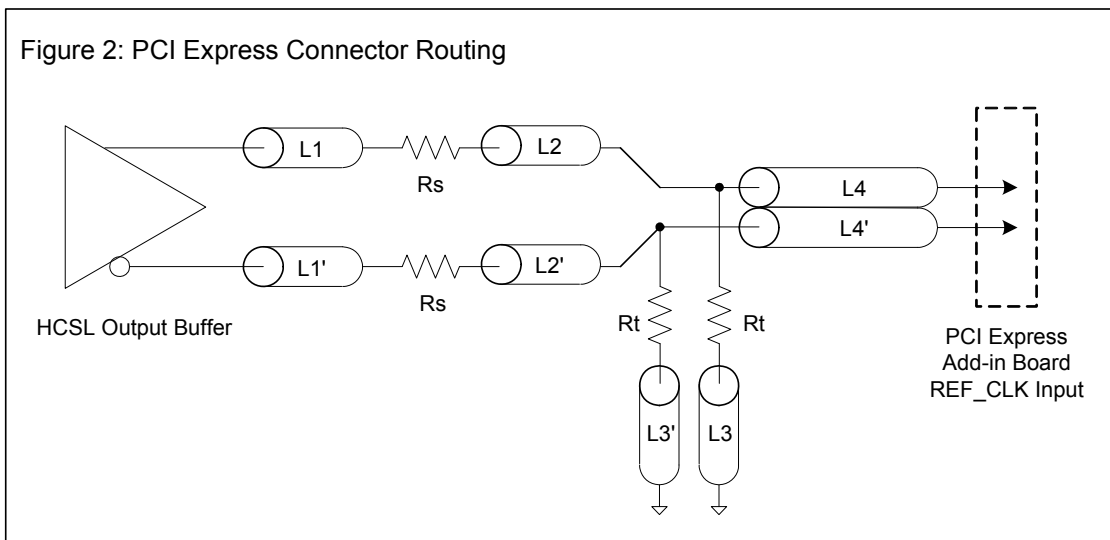 Figure 2: PCI Express Connector Routing
L1
Rs
L2
L4
L4'
L1'
Rs
L2'
HCSL Output Buffer
Rt
Rt
L3'
L3
PCI Express
Add-in Board
REF_CLK Input